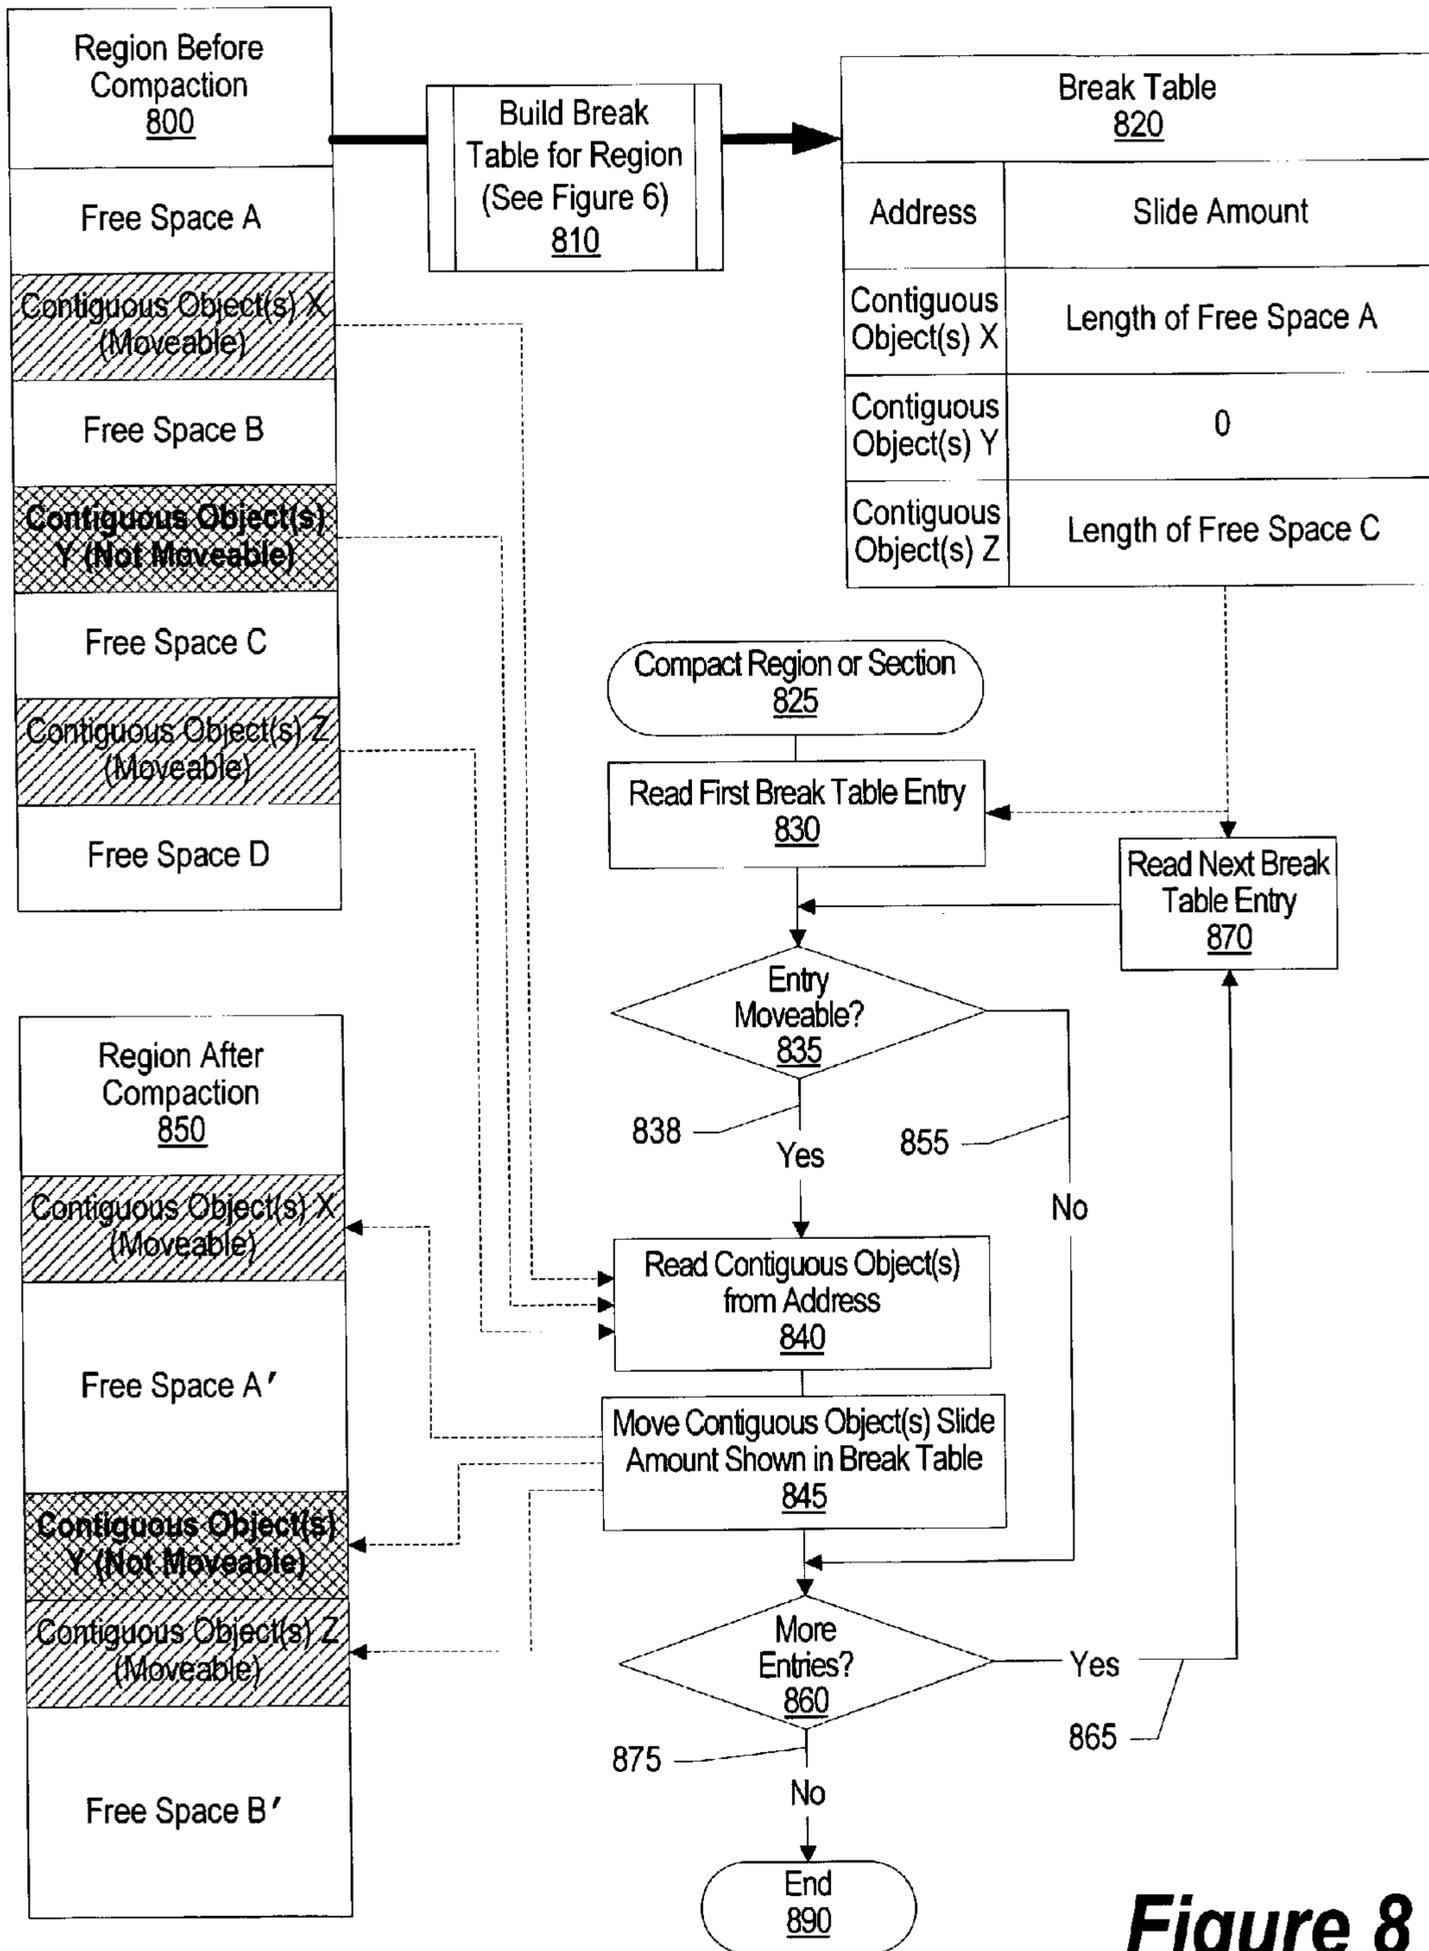 Region Before
Compaction
800
Free Space A
Contiguous Object(s) X
(Moveable)
Free Space B
Contiguous Object(s)
Y (Not Moveable)
Free Space C
Contiguous Object(s) Z
(Moveable)
Free Space D
Build Break
Table for Region
(See Figure 6)
810
Break Table
820
Address
Slide Amount
Contiguous
Object(s) X
Length of Free Space A
Contiguous
Object(s) Y
0
Contiguous
Object(s) Z
Length of Free Space C
Compact Region or Section
825
Read First Break Table Entry
830
Read Next Break
Table Entry
870
Entry
Moveable?
835
838
Yes
855
No
Read Contiguous Object(s)
from Address
840
Move Contiguous Object(s) Slide
Amount Shown in Break Table
845
More
Entries?
860
Yes
865
875
No
End
890
Region After
Compaction
850
Contiguous Object(s) X
(Moveable)
Free Space A'
Contiguous Object(s)
Y (Not Moveable)
Contiguous Object(s) Z
(Moveable)
Free Space B'
Figure 8